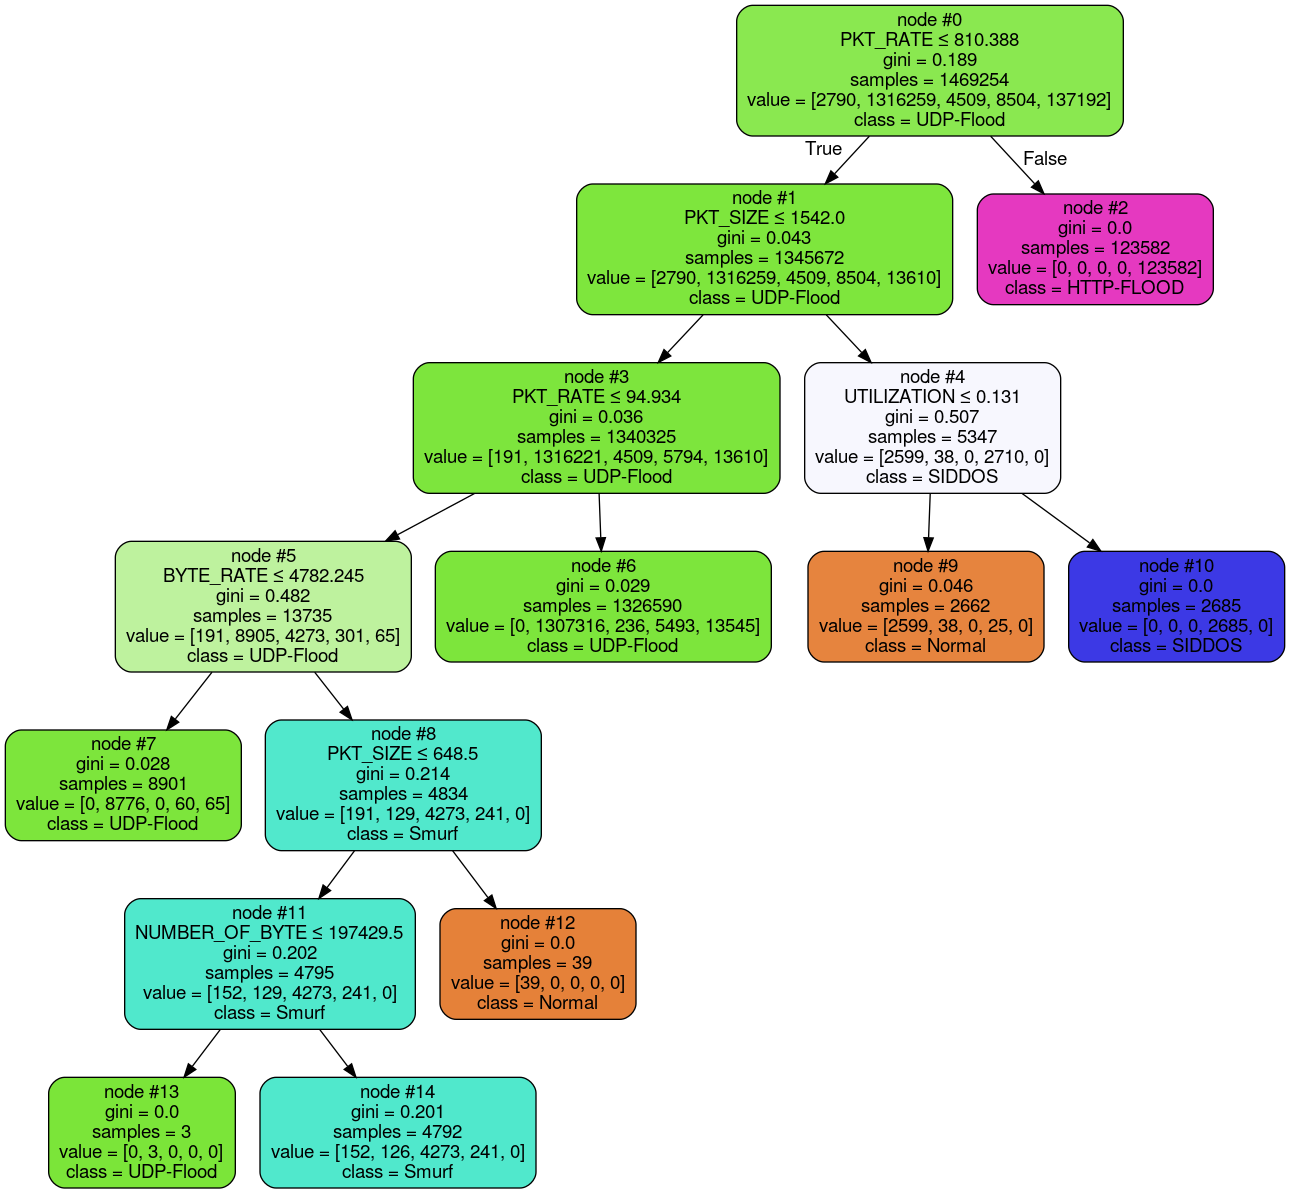 node #0
PKT_RATE ≤ 810.388
gini = 0.189
samples = 1469254
value = [2790, 1316259, 4509, 8504, 137192]
class = UDP-Flood
True
False
node #1
PKT_SIZE ≤ 1542.0
gini = 0.043
samples = 1345672
value = [2790, 1316259, 4509, 8504, 13610]
class = UDP-Flood
node #2
gini = 0.0
samples = 123582
value = [0, 0, 0, 0, 123582]
class = HTTP-FLOOD
node #3
PKT_RATE ≤ 94.934
gini = 0.036
samples = 1340325
value = [191, 1316221, 4509, 5794, 13610]
class = UDP-Flood
node #4
UTILIZATION ≤ 0.131
gini = 0.507
samples = 5347
value = [2599, 38, 0, 2710, 0]
class = SIDDOS
node #5
BYTE_RATE ≤ 4782.245
gini = 0.482
samples = 13735
value = [191, 8905, 4273, 301, 65]
class = UDP-Flood
node #6
gini = 0.029
samples = 1326590
value = [0, 1307316, 236, 5493, 13545]
class = UDP-Flood
node #9
gini = 0.046
samples = 2662
value = [2599, 38, 0, 25, 0]
class = Normal
node #10
gini = 0.0
samples = 2685
value = [0, 0, 0, 2685, 0]
class = SIDDOS
node #7
gini = 0.028
samples = 8901
value = [0, 8776, 0, 60, 65]
class = UDP-Flood
node #8
PKT_SIZE ≤ 648.5
gini = 0.214
samples = 4834
value = [191, 129, 4273, 241, 0]
class = Smurf
node #11
NUMBER_OF_BYTE ≤ 197429.5
gini = 0.202
samples = 4795
value = [152, 129, 4273, 241, 0]
class = Smurf
node #12
gini = 0.0
samples = 39
value = [39, 0, 0, 0, 0]
class = Normal
node #13
gini = 0.0
samples = 3
value = [0, 3, 0, 0, 0]
class = UDP-Flood
node #14
gini = 0.201
samples = 4792
value = [152, 126, 4273, 241, 0]
class = Smurf